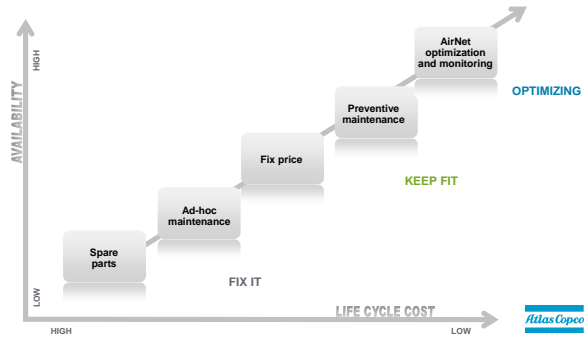 AirNet
optimization
and monitoring
HIGH
OPTIMIZING
Preventive
maintenance
AVAILABILITY
Fix price
KEEP FIT
Ad-hoc
maintenance
Spare
parts
FIX IT
LOW
LIFE CYCLE COST
Atlas Copco
HIGH
LOW